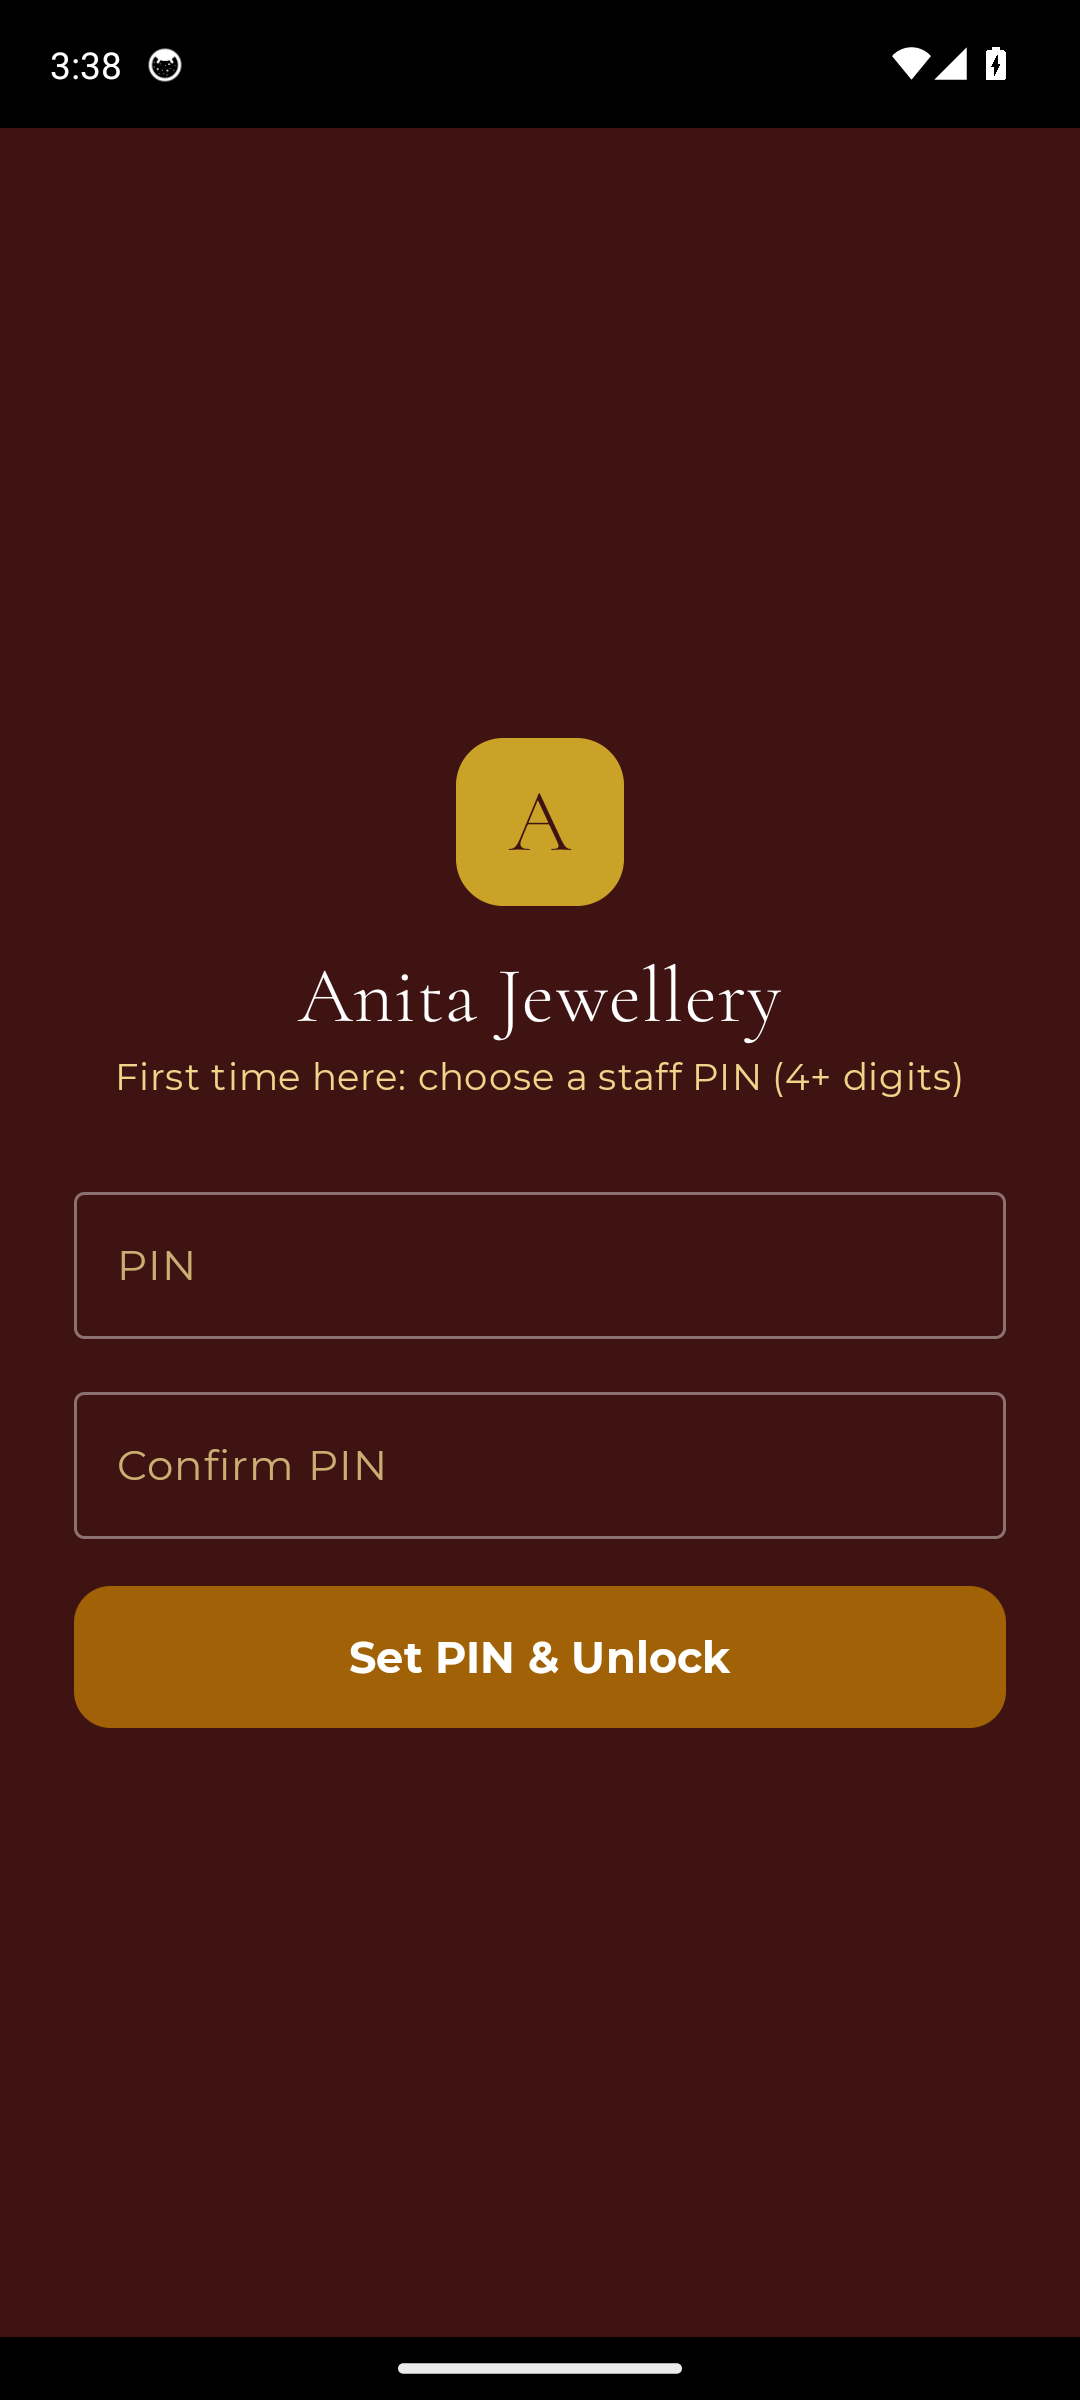 3:38
A
Anita Jewellery
First time here: choose a staff PIN (4+ digits)
PIN
Confirm PIN
Set PIN & Unlock